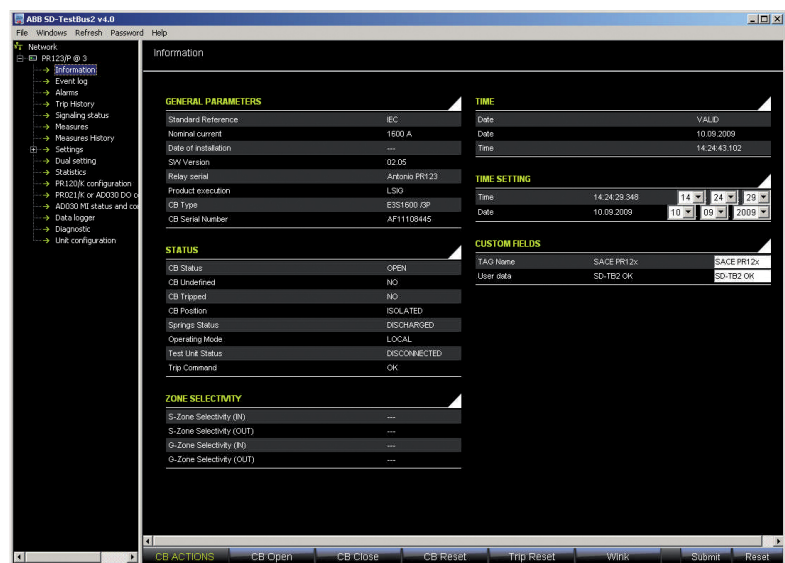 ABB SD-TestBus2 v4.0
File Windows Refresh Password Help
Network
PR123/P @ 3
Information
Event log
Alarms
Trip History
Signaling status
Measures
Measures History
Settings
Dual setting
Statistics
PR120/K configuration
PR021/K or AD030 DO co
AD030 MI status and con
Data logger
Diagnostic
Unit configuration
Information
GENERAL PARAMETERS
Standard Reference IEC
Nominal current 1600 A
Date of installation ---
SW Version 02.05
Relay serial Antonio PR123
Product execution LSIG
CB Type E3S1600 /3P
CB Serial Number AF11108445
STATUS
CB Status OPEN
CB Undefined NO
CB Tripped NO
CB Position ISOLATED
Springs Status DISCHARGED
Operating Mode LOCAL
Test Unit Status DISCONNECTED
Trip Command OK
ZONE SELECTIVITY
S-Zone Selectivity (IN) ---
S-Zone Selectivity (OUT) ---
G-Zone Selectivity (IN) ---
G-Zone Selectivity (OUT) ---
TIME
Date VALID
Date 10.09.2009
Time 14:24:43.102
TIME SETTING
Time 14:24:29.348 14 : 24 : 29
Date 10.09.2009 10 . 09 . 2009
CUSTOM FIELDS
TAG Name SACE PR12x SACE PR12x
User data SD-TB2 OK SD-TB2 OK
CB ACTIONS CB Open CB Close CB Reset Trip Reset Wink Submit Reset